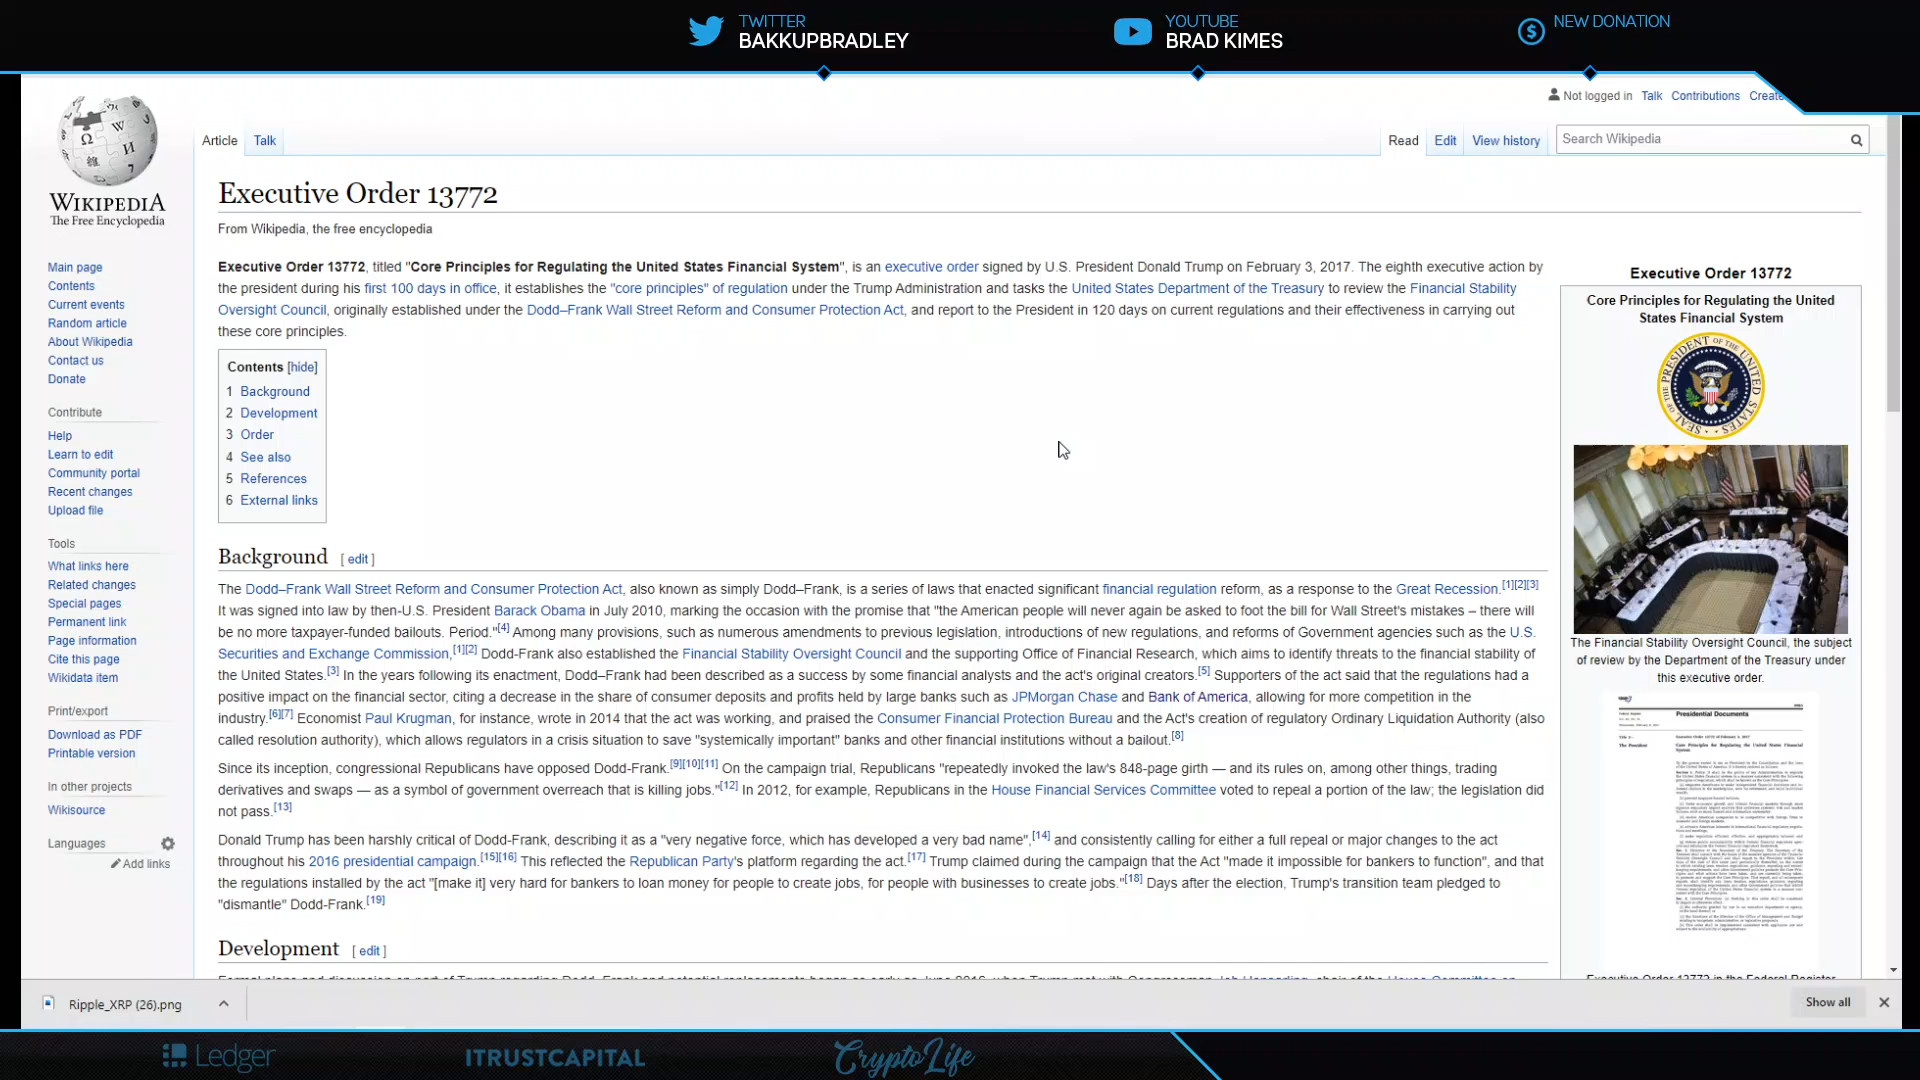 TWITTER
BAKKUPBRADLEY
YOUTUBE
BRAD KIMES
NEW DONATION
Not logged in Talk Contributions Create
Article Talk
Read Edit View history Search Wikipedia
WIKIPEDIA
The Free Encyclopedia
Main page
Contents
Current events
Random article
About Wikipedia
Contact us
Donate
Contribute
Help
Learn to edit
Community portal
Recent changes
Upload file
Tools
What links here
Related changes
Special pages
Permanent link
Page information
Cite this page
Wikidata item
Print/export
Download as PDF
Printable version
In other projects
Wikisource
Languages
Add links
Executive Order 13772
From Wikipedia, the free encyclopedia
Executive Order 13772, titled "Core Principles for Regulating the United States Financial System", is an executive order signed by U.S. President Donald Trump on February 3, 2017. The eighth executive action by
the president during his first 100 days in office, it establishes the "core principles" of regulation under the Trump Administration and tasks the United States Department of the Treasury to review the Financial Stability
Oversight Council, originally established under the Dodd–Frank Wall Street Reform and Consumer Protection Act, and report to the President in 120 days on current regulations and their effectiveness in carrying out
these core principles.
Contents [hide]
1 Background
2 Development
3 Order
4 See also
5 References
6 External links
Background [ edit ]
The Dodd–Frank Wall Street Reform and Consumer Protection Act, also known as simply Dodd–Frank, is a series of laws that enacted significant financial regulation reform, as a response to the Great Recession.[1][2][3]
It was signed into law by then-U.S. President Barack Obama in July 2010, marking the occasion with the promise that "the American people will never again be asked to foot the bill for Wall Street's mistakes – there will
be no more taxpayer-funded bailouts. Period."[4] Among many provisions, such as numerous amendments to previous legislation, introductions of new regulations, and reforms of Government agencies such as the U.S.
Securities and Exchange Commission,[1][2] Dodd-Frank also established the Financial Stability Oversight Council and the supporting Office of Financial Research, which aims to identify threats to the financial stability of
the United States.[3] In the years following its enactment, Dodd–Frank had been described as a success by some financial analysts and the act's original creators.[5] Supporters of the act said that the regulations had a
positive impact on the financial sector, citing a decrease in the share of consumer deposits and profits held by large banks such as JPMorgan Chase and Bank of America, allowing for more competition in the
industry.[6][7] Economist Paul Krugman, for instance, wrote in 2014 that the act was working, and praised the Consumer Financial Protection Bureau and the Act's creation of regulatory Ordinary Liquidation Authority (also
called resolution authority), which allows regulators in a crisis situation to save "systemically important" banks and other financial institutions without a bailout.[8]
Since its inception, congressional Republicans have opposed Dodd-Frank.[9][10][11] On the campaign trail, Republicans "repeatedly invoked the law's 848-page girth — and its rules on, among other things, trading
derivatives and swaps — as a symbol of government overreach that is killing jobs."[12] In 2012, for example, Republicans in the House Financial Services Committee voted to repeal a portion of the law; the legislation did
not pass.[13]
Donald Trump has been harshly critical of Dodd-Frank, describing it as a "very negative force, which has developed a very bad name",[14] and consistently calling for either a full repeal or major changes to the act
throughout his 2016 presidential campaign.[15][16] This reflected the Republican Party's platform regarding the act.[17] Trump claimed during the campaign that the Act "made it impossible for bankers to function", and that
the regulations installed by the act "[make it] very hard for bankers to loan money for people to create jobs, for people with businesses to create jobs."[18] Days after the election, Trump's transition team pledged to
"dismantle" Dodd-Frank.[19]
Development [ edit ]
Executive Order 13772
Core Principles for Regulating the United
States Financial System
SEAL OF THE PRESIDENT OF THE UNITED STATES
The Financial Stability Oversight Council, the subject
of review by the Department of the Treasury under
this executive order.
Presidential Documents
Executive Order 13772 in the Federal Register
Ripple_XRP (26).png
Show all
Ledger
ITRUSTCAPITAL
CryptoLife